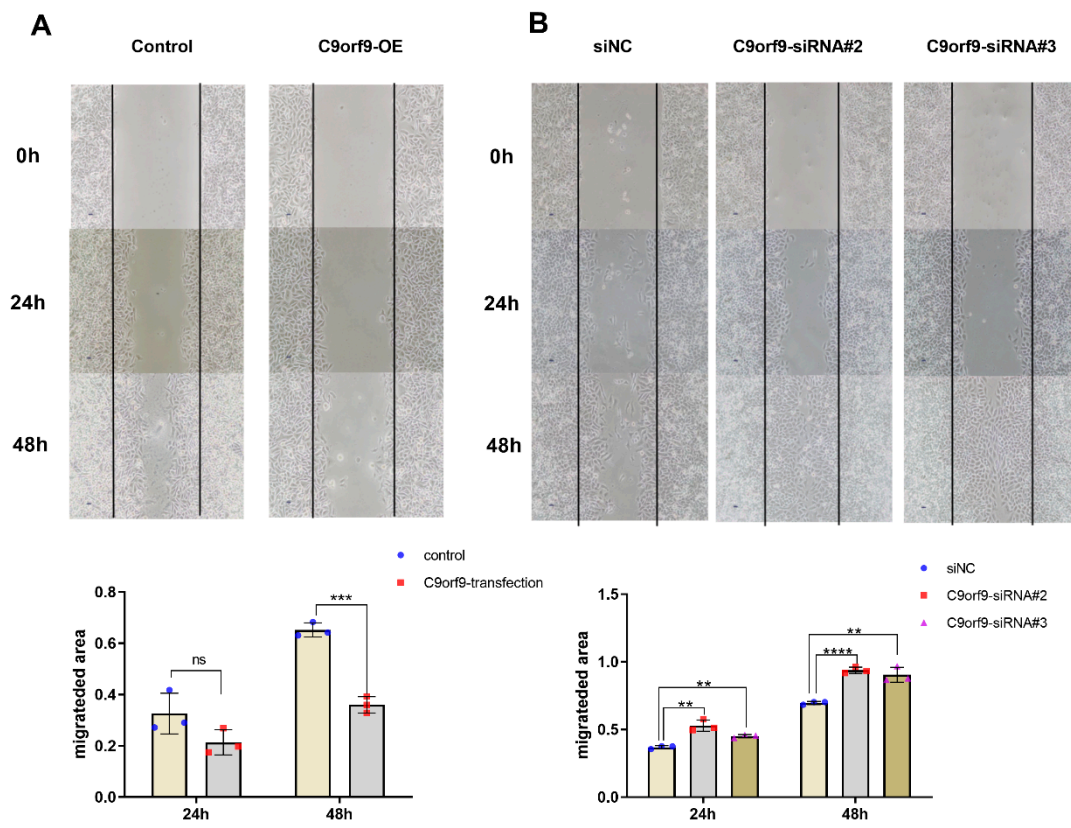 A
Control
C9orf9-OE
0h
24h
48h
control
C9orf9-transfection
migrateded area
0.8
0.6
0.4
0.2
0.0
ns
***
24h
48h
B
siNC
C9orf9-siRNA#2
C9orf9-siRNA#3
0h
24h
48h
siNC
C9orf9-siRNA#2
C9orf9-siRNA#3
migrateded area
1.5
1.0
0.5
0.0
**
**
**
****
24h
48h